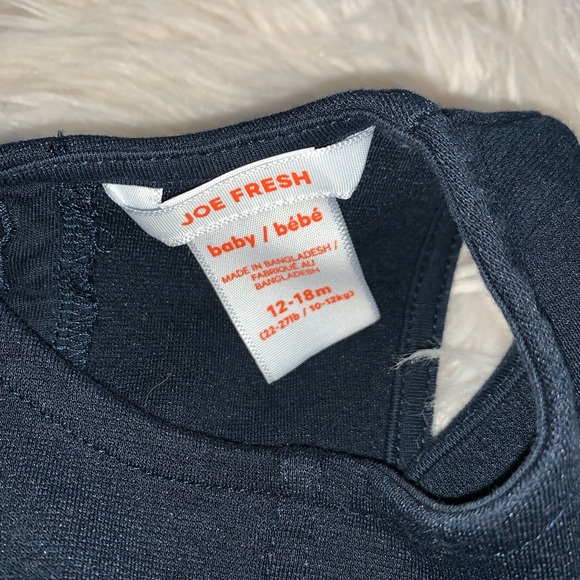 JOE FRESH
baby / bébé
MADE IN BANGLADESH /
FABRIQUÉ AU
BANGLADESH
12-18m
(22-27lb / 10-12kg)